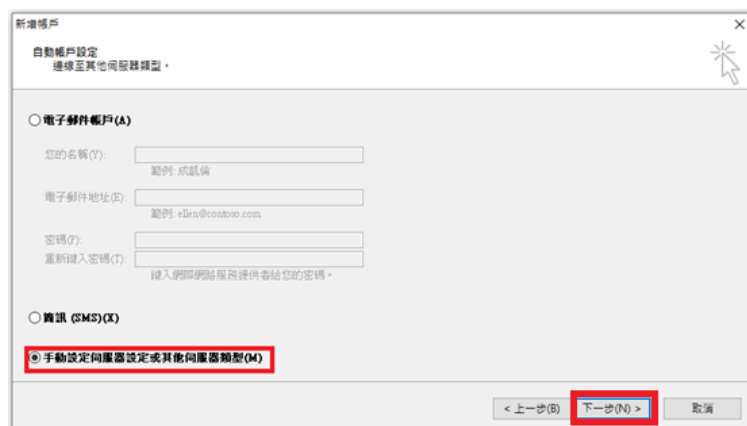 新增帳戶
自動帳戶設定
連線至其他伺服器類型。
電子郵件帳戶(A)
您的名稱(Y):
範例: 成凱倫
電子郵件地址(E):
範例: ellen@contoso.com
密碼(P):
重新鍵入密碼(T):
鍵入網際網路服務提供者給您的密碼。
簡訊 (SMS)(X)
手動設定伺服器設定或其他伺服器類型(M)
< 上一步(B) 下一步(N) > 取消